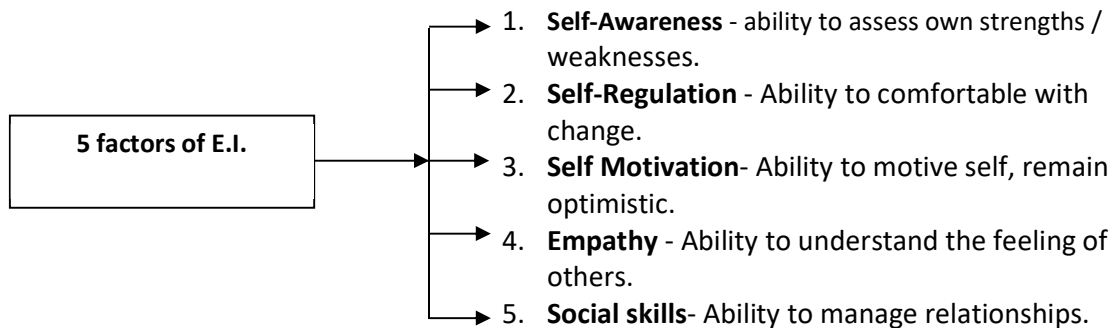 5 factors of E.I.
1. Self-Awareness - ability to assess own strengths /
weaknesses.
2. Self-Regulation - Ability to comfortable with
change.
3. Self Motivation- Ability to motive self, remain
optimistic.
4. Empathy - Ability to understand the feeling of
others.
5. Social skills- Ability to manage relationships.